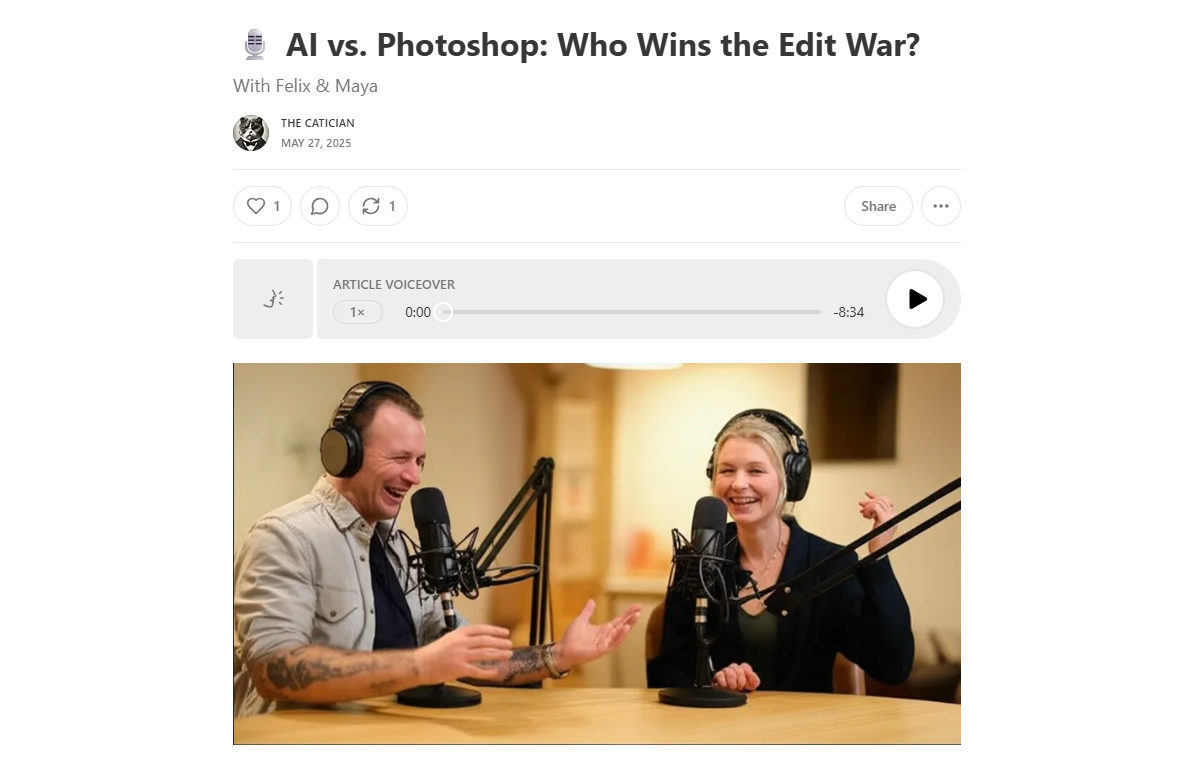 AI vs. Photoshop: Who Wins the Edit War?
With Felix & Maya
THE CATICIAN
MAY 27, 2025
1
1
Share
ARTICLE VOICEOVER
1×
0:00
-8:34